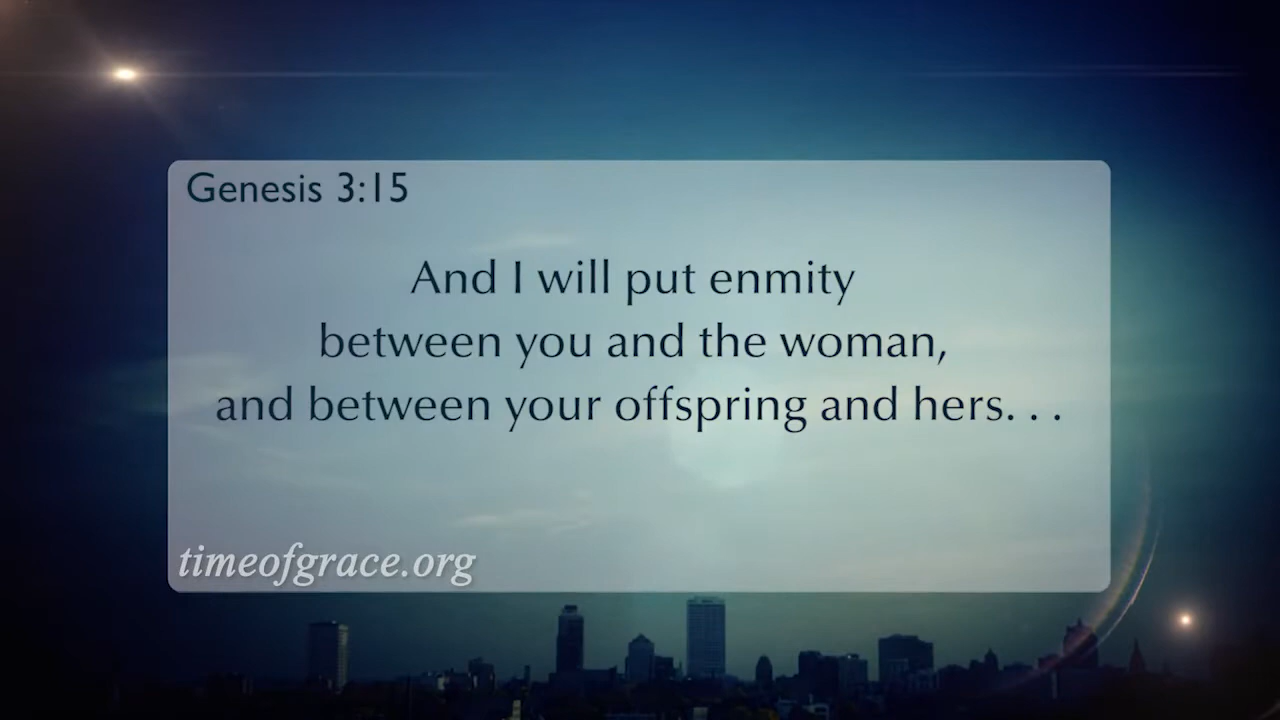 Genesis 3:15
And I will put enmity
between you and the woman,
and between your offspring and hers. . .
timeofgrace.org